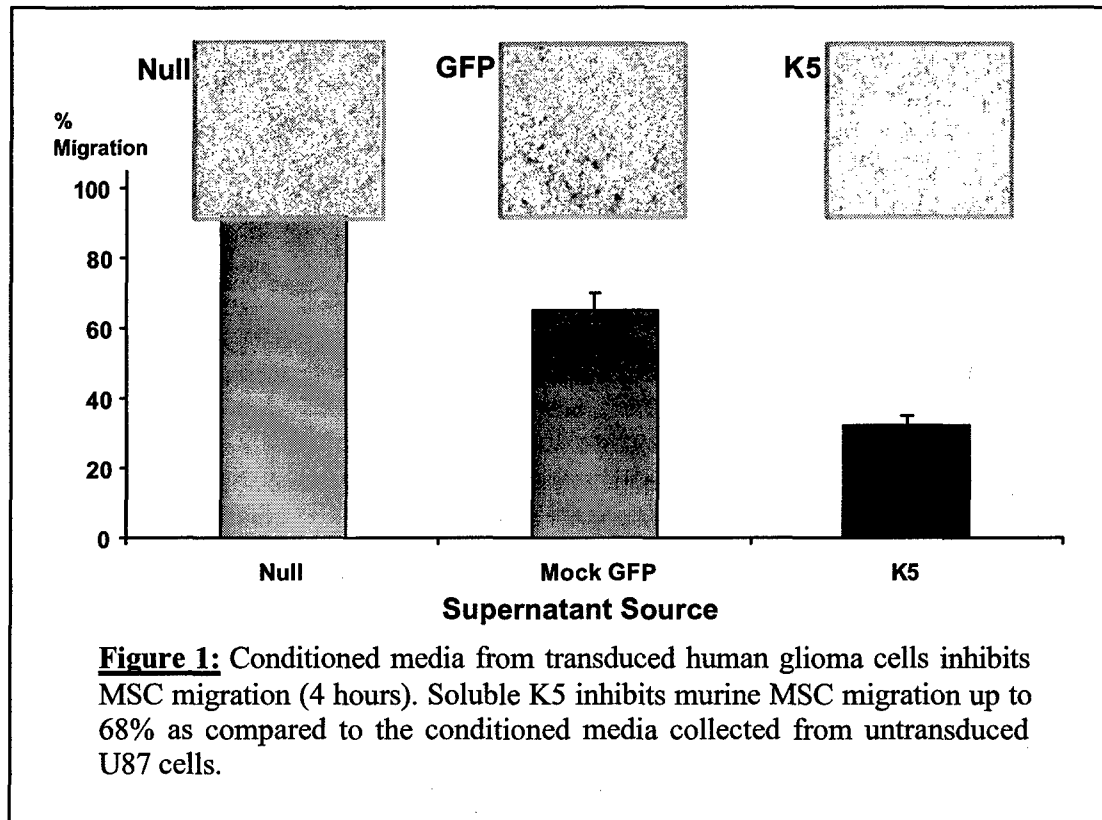 Null GFP K5
%
Migration
100
80
60
40
20
0
Null Mock GFP K5
Supernatant Source
Figure 1: Conditioned media from transduced human glioma cells inhibits
MSC migration (4 hours). Soluble K5 inhibits murine MSC migration up to
68% as compared to the conditioned media collected from untransduced
U87 cells.